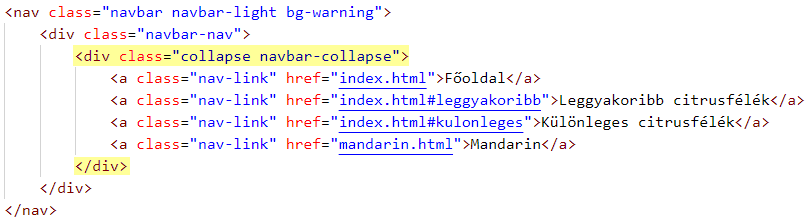 <nav class="navbar navbar-light bg-warning">
    <div class="navbar-nav">
        <div class="collapse navbar-collapse">
            <a class="nav-link" href="index.html">Főoldal</a>
            <a class="nav-link" href="index.html#leggyakoribb">Leggyakoribb citrusfélék</a>
            <a class="nav-link" href="index.html#kulonleges">Különleges citrusfélék</a>
            <a class="nav-link" href="mandarin.html">Mandarin</a>
        </div>
    </div>
</nav>